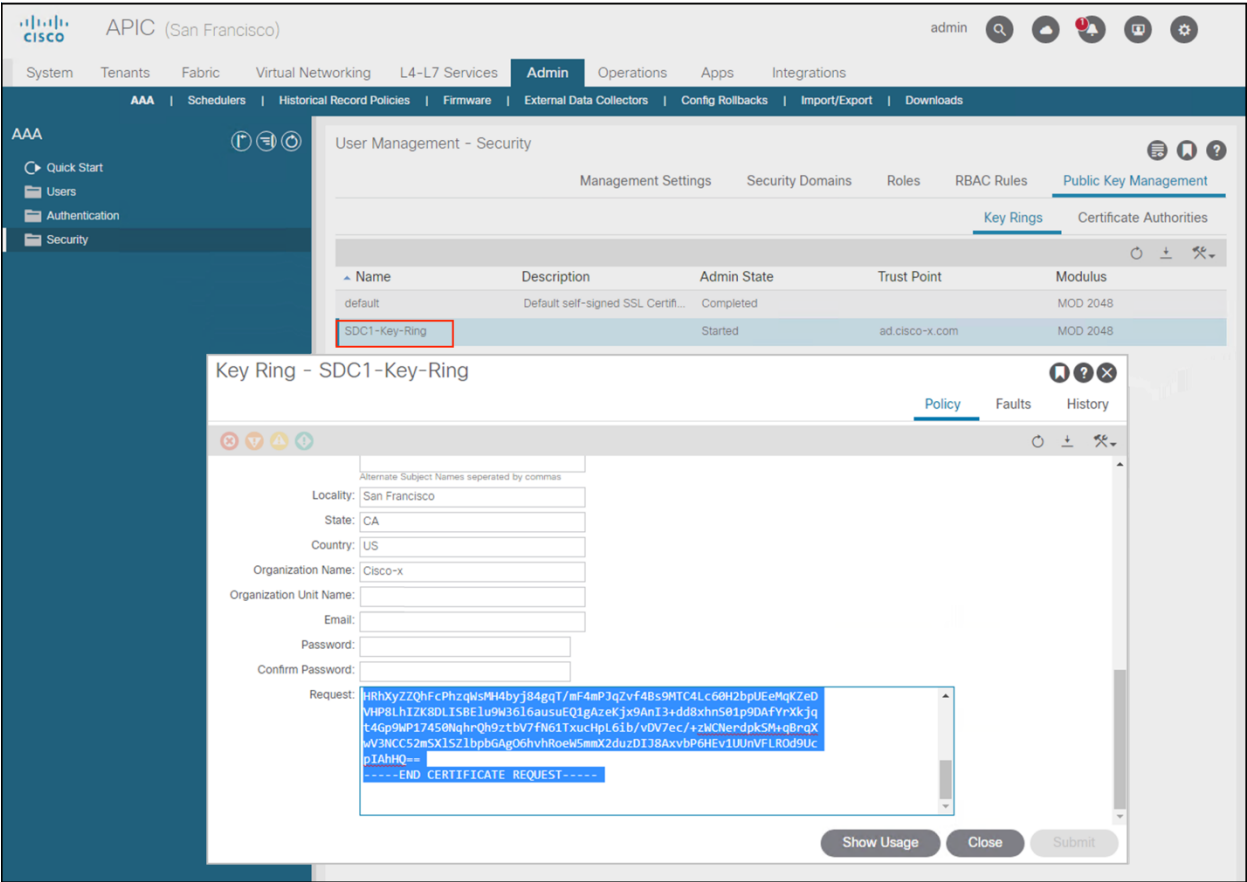 CISCO
APIC (San Francisco)
admin
1
System Tenants Fabric Virtual Networking L4-L7 Services Admin Operations Apps Integrations
AAA | Schedulers | Historical Record Policies | Firmware | External Data Collectors | Config Rollbacks | Import/Export | Downloads
AAA
Quick Start
Users
Authentication
Security
User Management - Security
Management Settings Security Domains Roles RBAC Rules Public Key Management
Key Rings Certificate Authorities
Name Description Admin State Trust Point Modulus
default Default self-signed SSL Certifi... Completed MOD 2048
SDC1-Key-Ring Started ad.cisco-x.com MOD 2048
Key Ring - SDC1-Key-Ring
Policy Faults History
Alternate Subject Names seperated by commas
Locality: San Francisco
State: CA
Country: US
Organization Name: Cisco-x
Organization Unit Name:
Email:
Password:
Confirm Password:
Request:
HRhXyZZQhFcPhzqWsMH4byj84gqT/mF4mPJqZvf4Bs9MTC4Lc60H2bpUEeMqKZeD
VHP8LhIZK8DLISBElu9W36l6ausuEQ1gAzeKjx9AnI3+dd8xhnS01p9DAfYrXkjq
t4Gp9WP17450NqhrQh9ztbV7fN61TxucHpL6ib/vDV7ec/+zWCNerdpkSM+qBrqX
wV3NCC52mSXlSZlbpbGAgO6hvhRoeW5mmX2duzDIJ8AxvbP6HEv1UUnVFLROd9Uc
pIAhHQ==
-----END CERTIFICATE REQUEST-----
Show Usage Close Submit